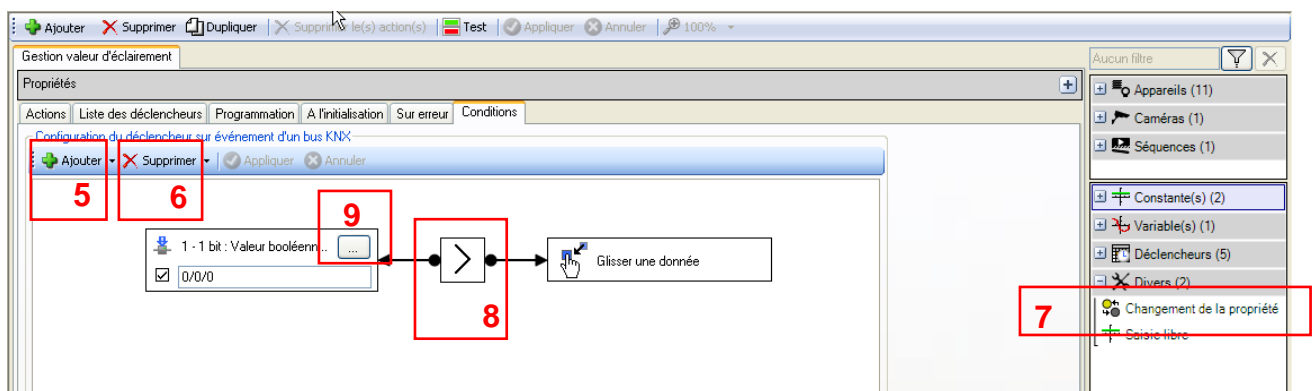 Ajouter Supprimer Dupliquer Supprimer le(s) action(s) Test Appliquer Annuler 100%
Gestion valeur d'éclairement
Propriétés
Actions Liste des déclencheurs Programmation A l'initialisation Sur erreur Conditions
Configuration du déclencheur sur événement d'un bus KNX
Ajouter Supprimer Appliquer Annuler
5 6
9
1 - 1 bit : Valeur booléenn... ...
0/0/0
>
Glisser une donnée
8
Aucun filtre
Appareils (11)
Caméras (1)
Séquences (1)
Constante(s) (2)
Variable(s) (1)
Déclencheurs (5)
Divers (2)
7 Changement de la propriété
Saisie libre